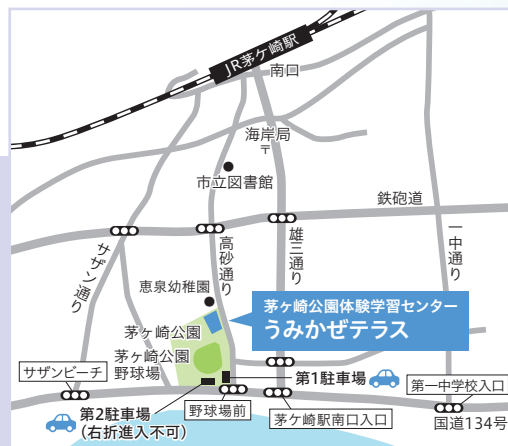 JR茅ケ崎駅
南口
海岸局
〒
市立図書館
鉄砲道
サザン通り
高砂通り
雄三通り
一中通り
恵泉幼稚園
茅ヶ崎公園体験学習センター
うみかぜテラス
茅ヶ崎公園
茅ヶ崎公園
野球場
サザンビーチ
第1駐車場
第一中学校入口
第2駐車場
(右折進入不可)
野球場前
茅ヶ崎駅南口入口
国道134号